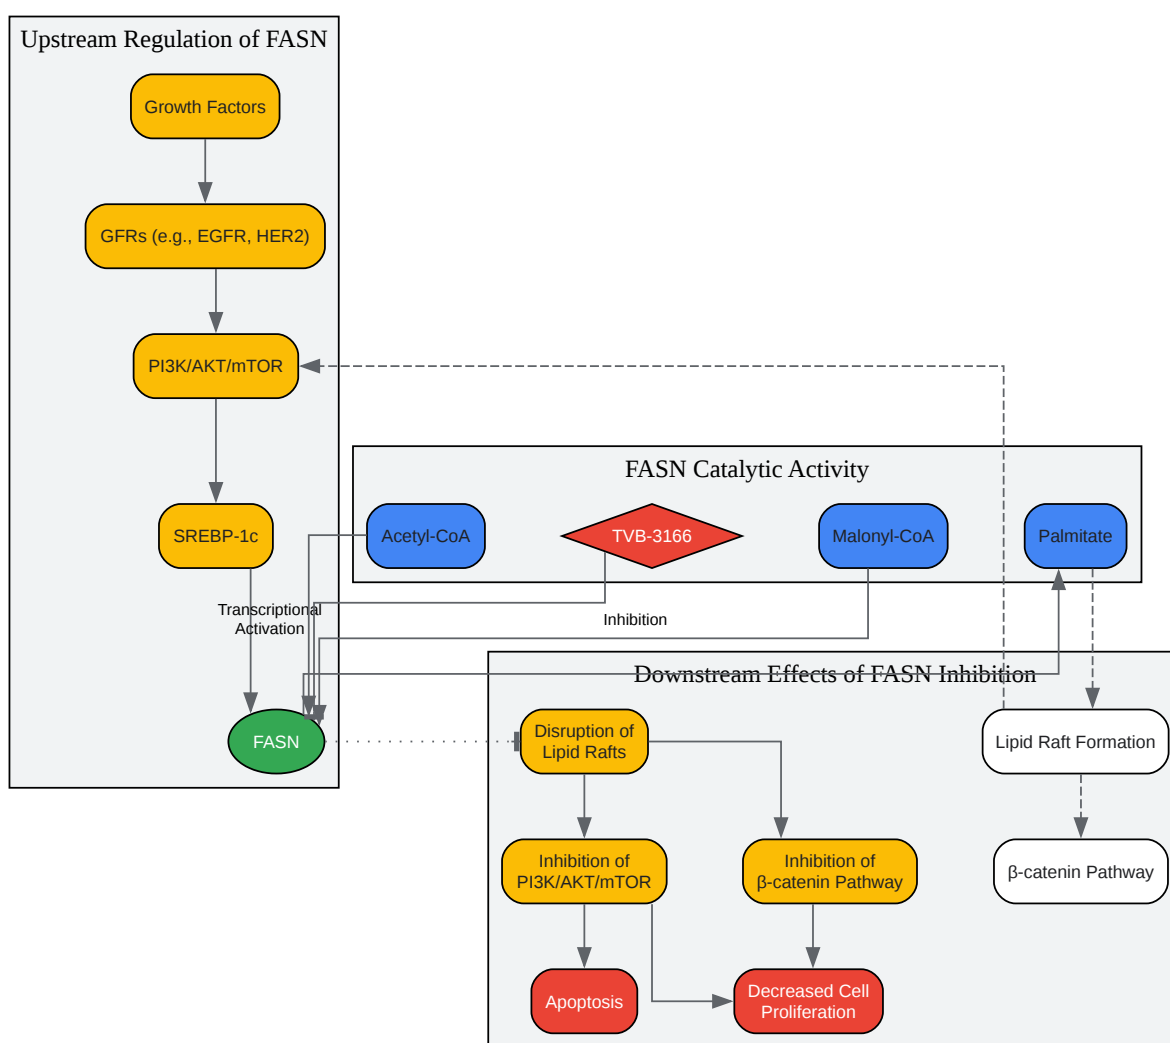 Upstream Regulation of FASN
Growth Factors
GFRs (e.g., EGFR, HER2)
PI3K/AKT/mTOR
SREBP-1c
Transcriptional
Activation
FASN
FASN Catalytic Activity
Acetyl-CoA
TVB-3166
Malonyl-CoA
Palmitate
Inhibition
Downstream Effects of FASN Inhibition
Disruption of
Lipid Rafts
Lipid Raft Formation
Inhibition of
PI3K/AKT/mTOR
Inhibition of
β-catenin Pathway
β-catenin Pathway
Apoptosis
Decreased Cell
Proliferation